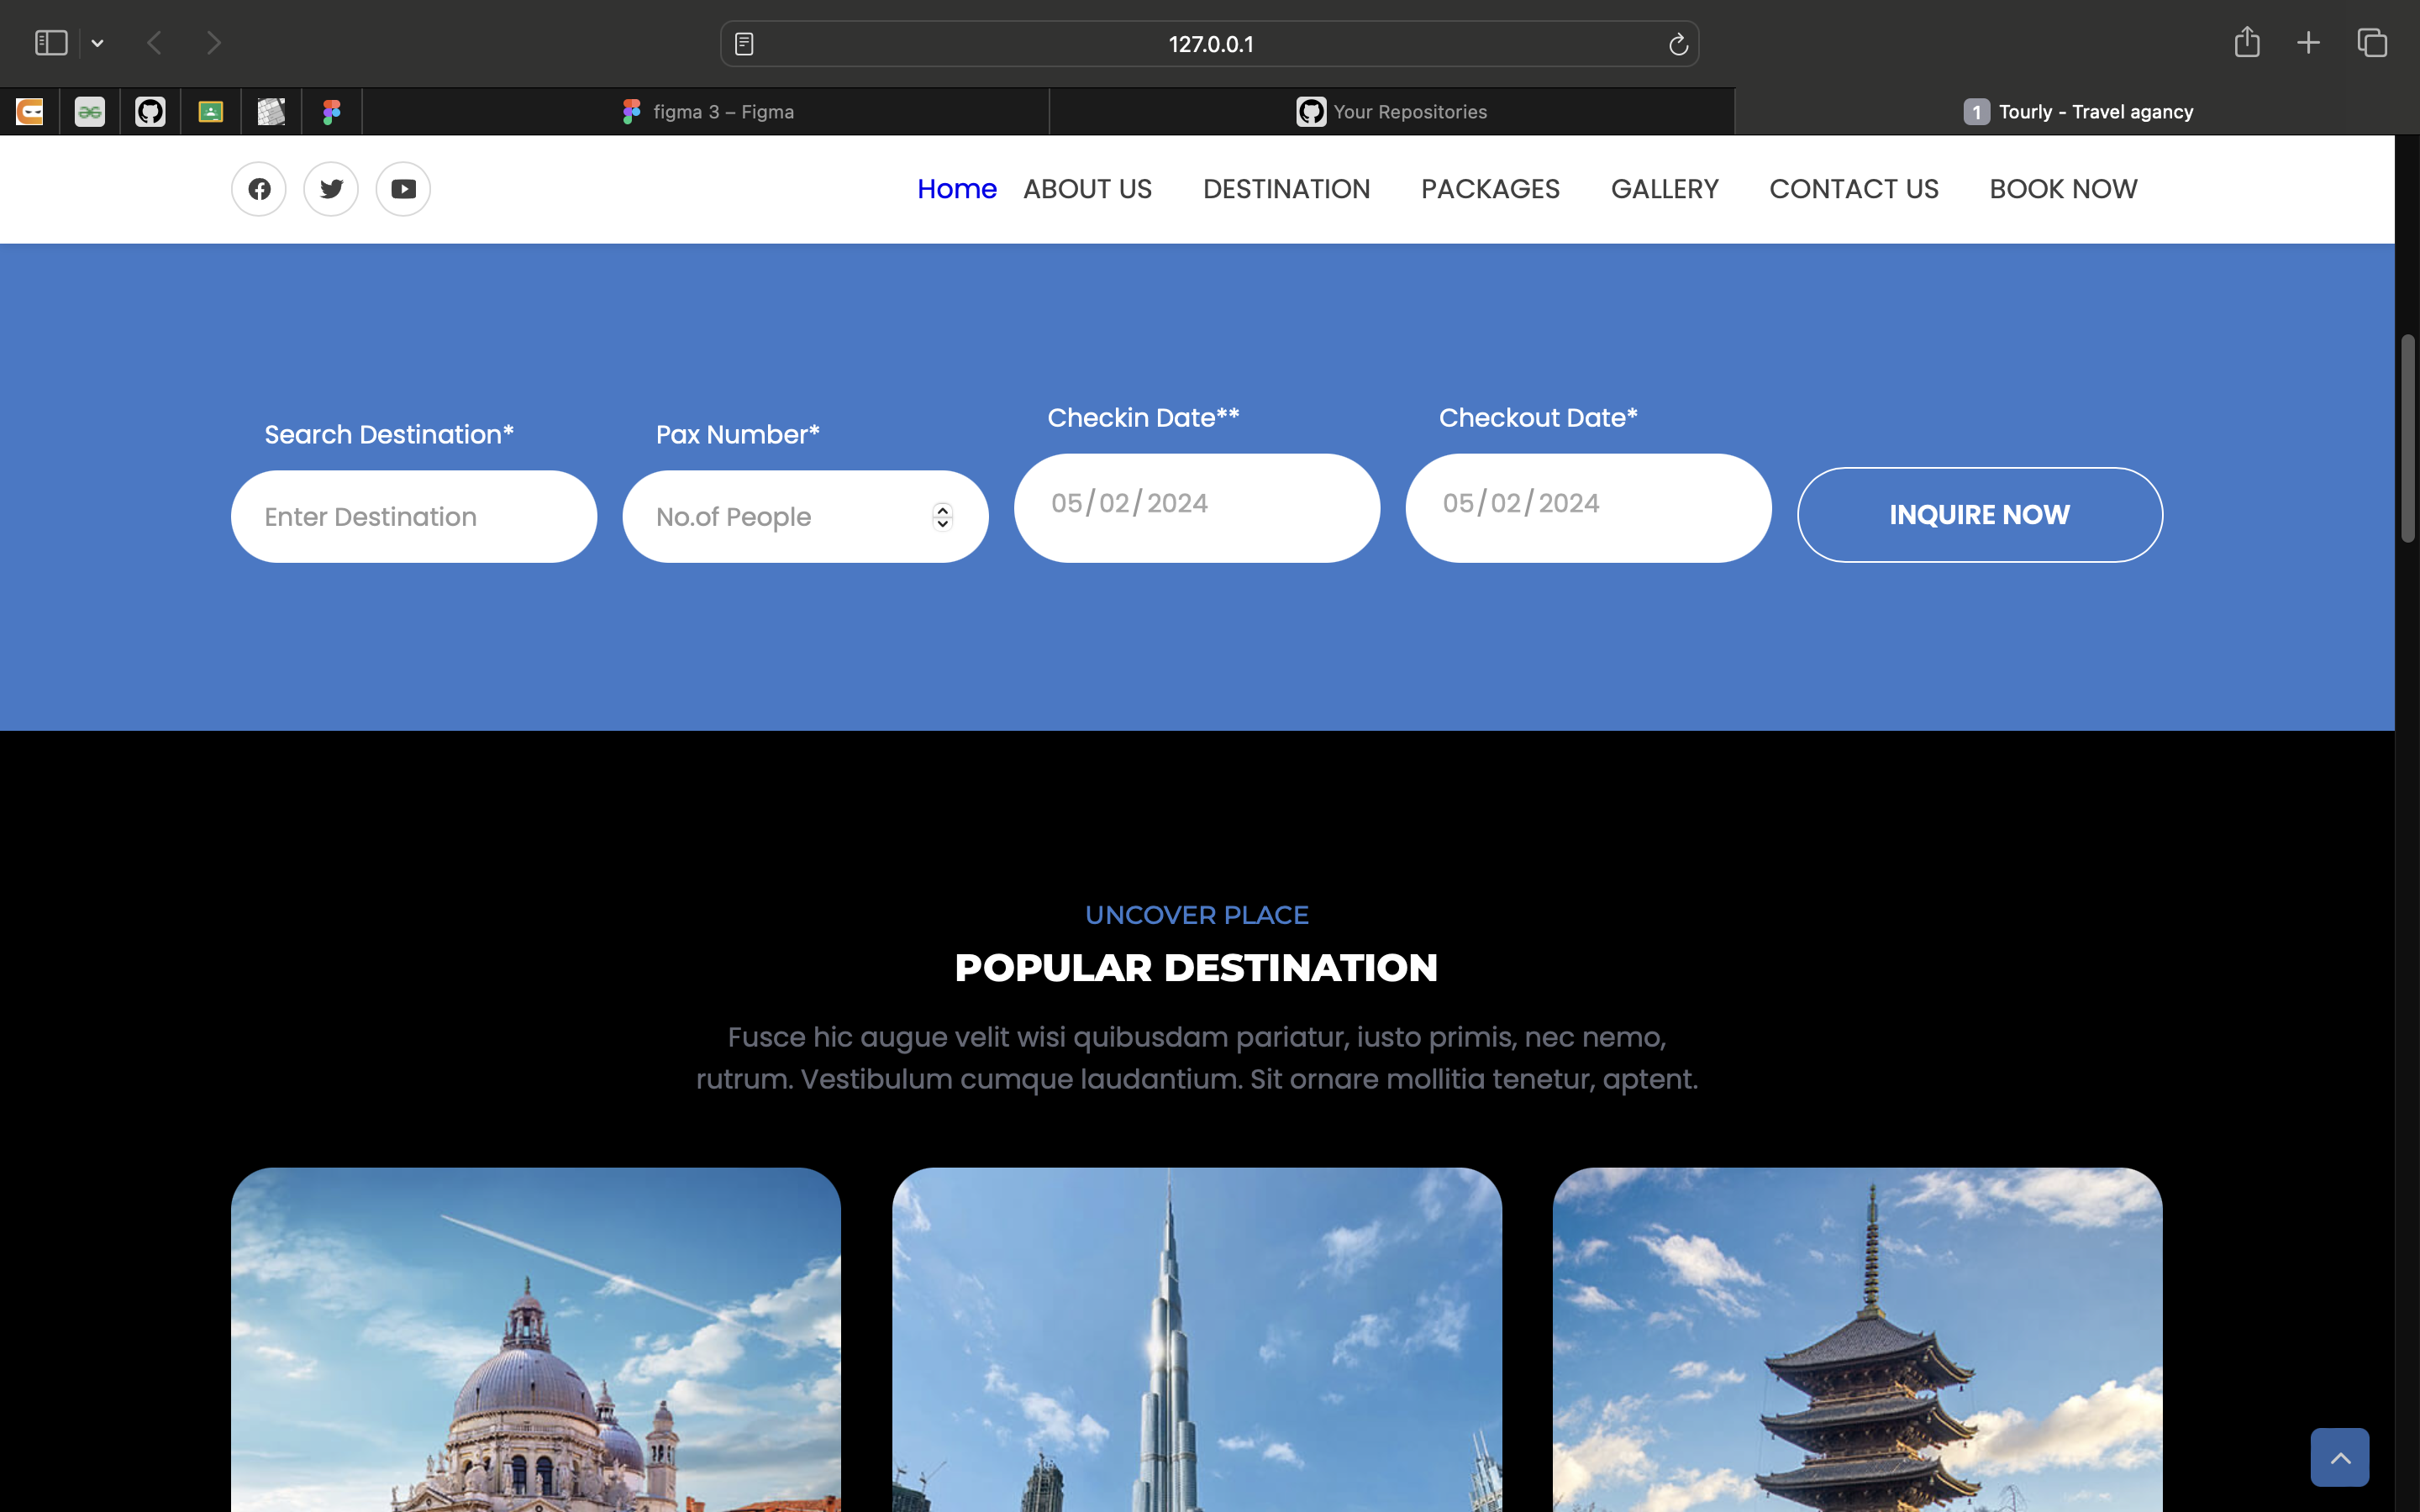 127.0.0.1
figma 3 – Figma
Your Repositories
1 Tourly - Travel agancy
Home ABOUT US DESTINATION PACKAGES GALLERY CONTACT US BOOK NOW
Search Destination* Pax Number* Checkin Date** Checkout Date*
Enter Destination No.of People 05/02/2024 05/02/2024 INQUIRE NOW
UNCOVER PLACE
POPULAR DESTINATION
Fusce hic augue velit wisi quibusdam pariatur, iusto primis, nec nemo,
rutrum. Vestibulum cumque laudantium. Sit ornare mollitia tenetur, aptent.